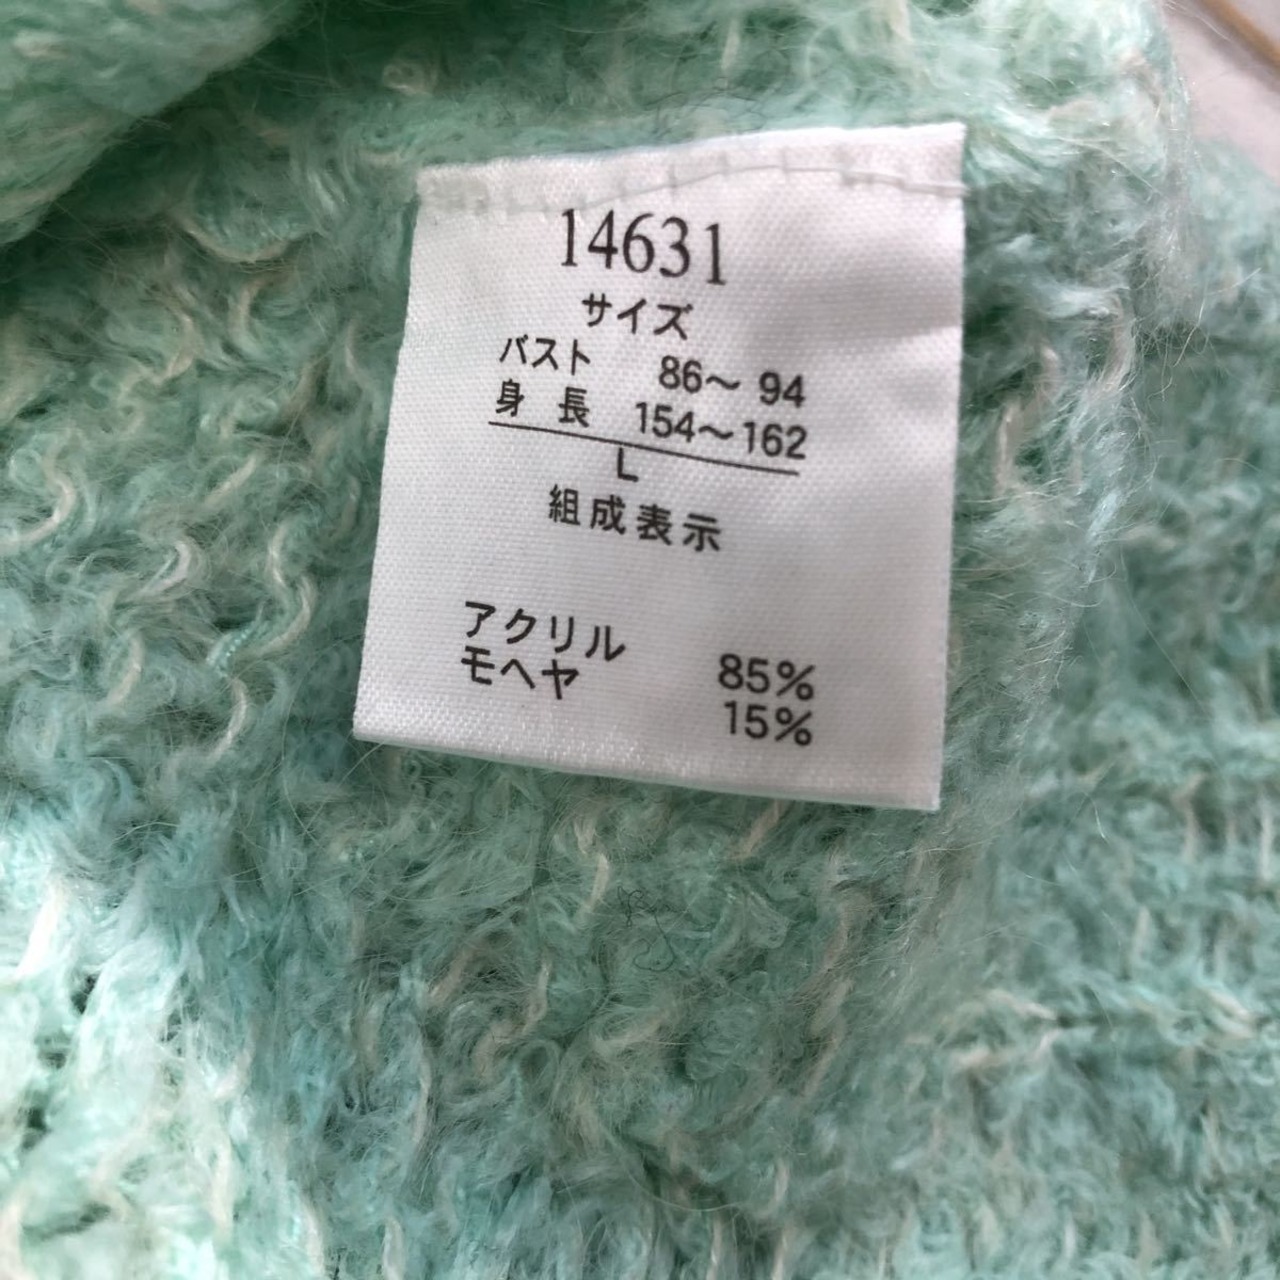 14631
サイズ
バスト 86〜94
身長 154〜162
L
組成表示
アクリル 85%
モヘヤ 15%